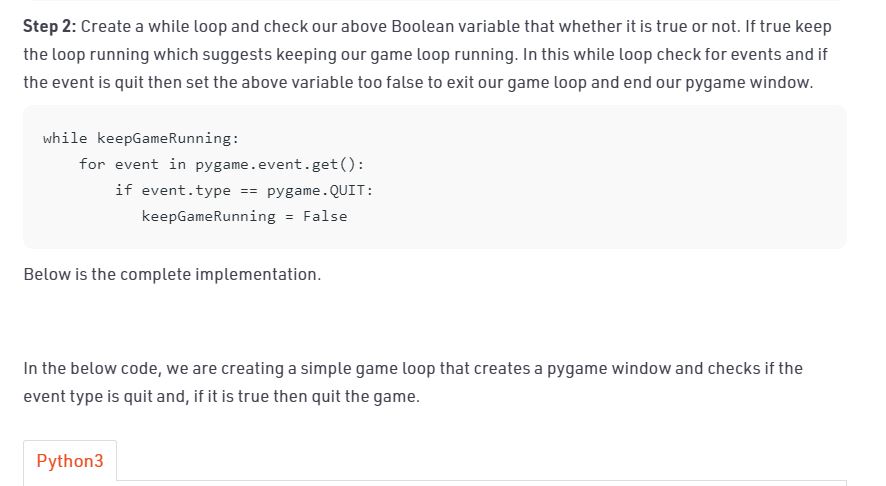 Step 2: Create a while loop and check our above Boolean variable that whether it is true or not. If true keep
the loop running which suggests keeping our game loop running. In this while loop check for events and if
the event is quit then set the above variable too false to exit our game loop and end our pygame window.
while keepGameRunning:
    for event in pygame.event.get():
        if event.type == pygame.QUIT:
           keepGameRunning = False
Below is the complete implementation.
In the below code, we are creating a simple game loop that creates a pygame window and checks if the
event type is quit and, if it is true then quit the game.
Python3